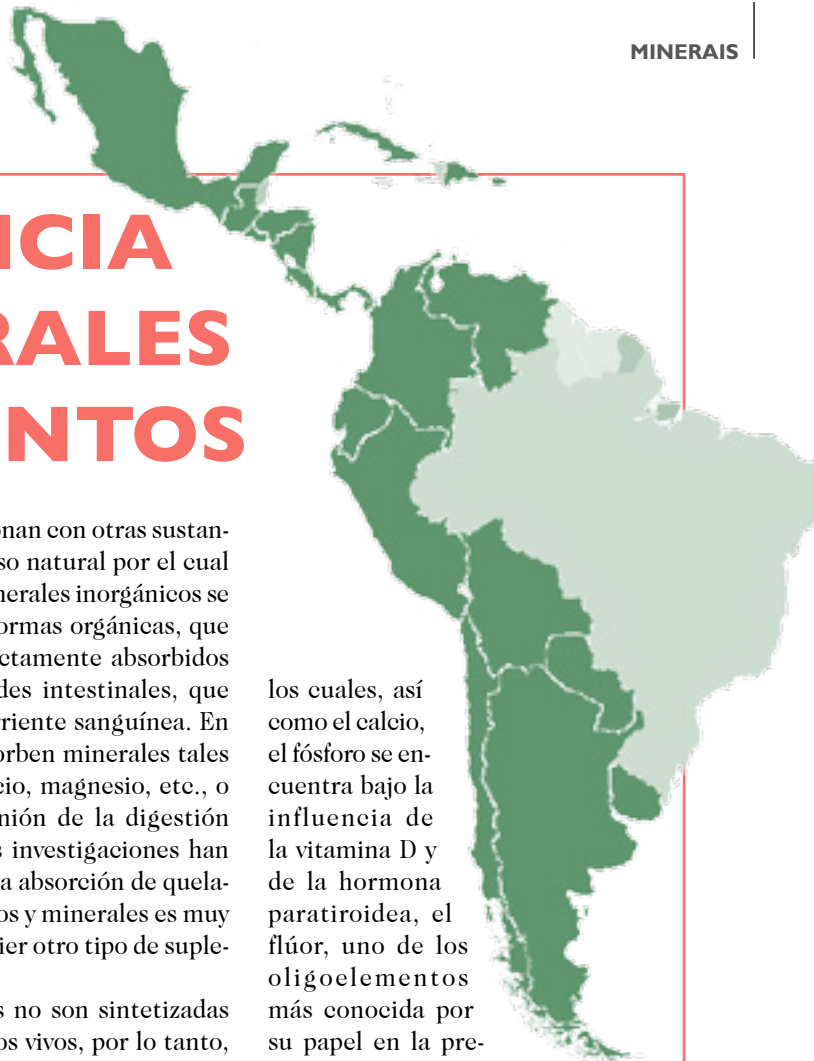 MINERAIS
NCIA
RALES
NTOS
onan con otras sustan-
so natural por el cual
nerales inorgánicos se
ormas orgánicas, que
ctamente absorbidos
des intestinales, que
rriente sanguínea. En
orben minerales tales
cio, magnesio, etc., o
nión de la digestión
s investigaciones han
a absorción de quela-
os y minerales es muy
ier otro tipo de suple-
s no son sintetizadas
os vivos, por lo tanto,
los cuales, así
como el calcio,
el fósforo se en-
cuentra bajo la
influencia de
la vitamina D y
de la hormona
paratiroidea, el
flúor, uno de los
oligoelementos
más conocida por
su papel en la pre-